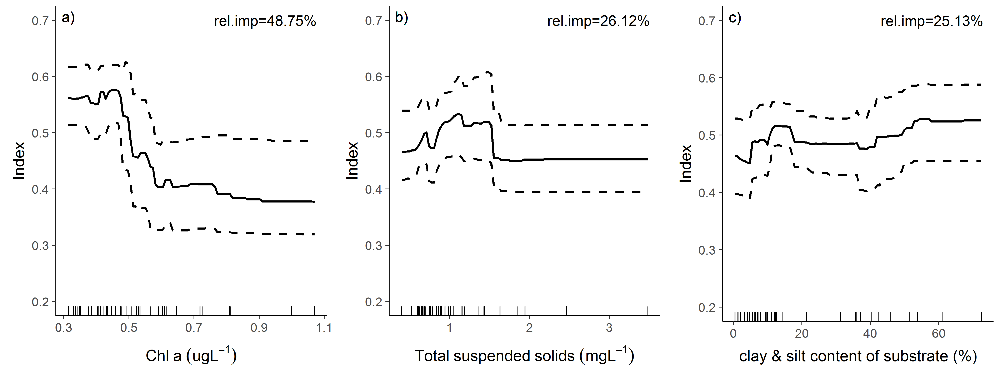 a)
rel.imp=48.75%
0.7
0.6
0.5
0.4
0.3
0.2
Index
0.3 0.5 0.7 0.9 1.1
Chl a (ugL⁻¹)
b)
rel.imp=26.12%
0.7
0.6
0.5
0.4
0.3
0.2
Index
1 2 3
Total suspended solids (mgL⁻¹)
c)
rel.imp=25.13%
0.7
0.6
0.5
0.4
0.3
0.2
Index
0 20 40 60
clay & silt content of substrate (%)